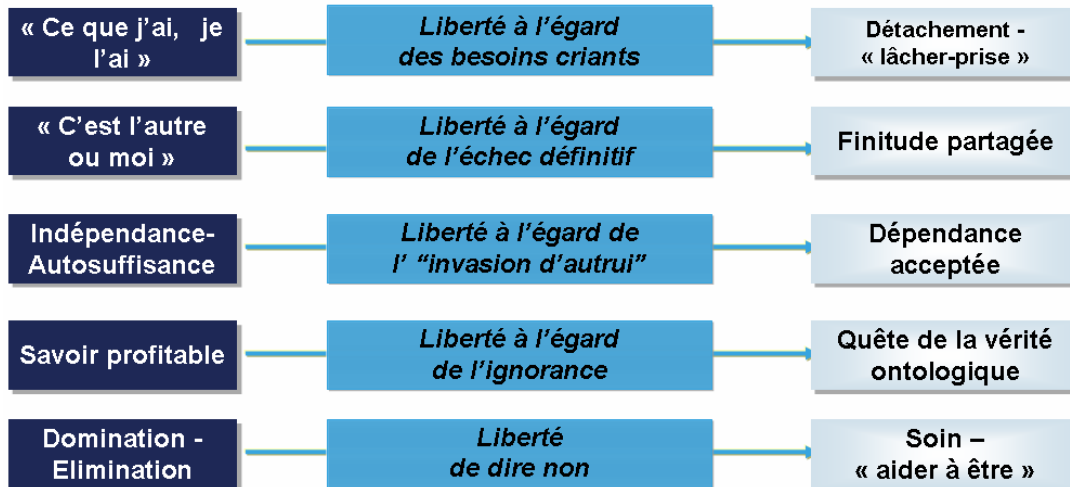 « Ce que j'ai, je
l'ai »
Liberté à l'égard
des besoins criants
Détachement -
« lâcher-prise »
« C'est l'autre
ou moi »
Liberté à l'égard
de l'échec définitif
Finitude partagée
Indépendance-
Autosuffisance
Liberté à l'égard de
l' “invasion d'autrui”
Dépendance
acceptée
Savoir profitable
Liberté à l'égard
de l'ignorance
Quête de la vérité
ontologique
Domination -
Elimination
Liberté
de dire non
Soin –
« aider à être »